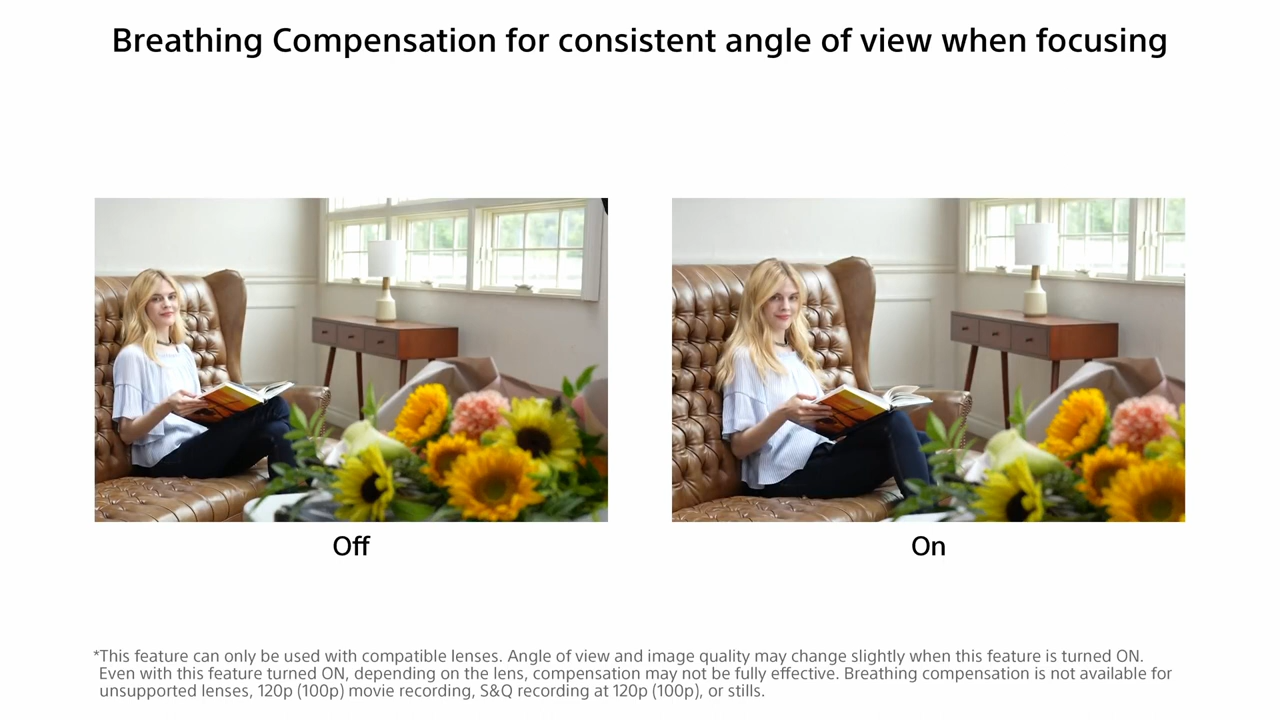 Breathing Compensation for consistent angle of view when focusing
Off
On
*This feature can only be used with compatible lenses. Angle of view and image quality may change slightly when this feature is turned ON.
Even with this feature turned ON, depending on the lens, compensation may not be fully effective. Breathing compensation is not available for
unsupported lenses, 120p (100p) movie recording, S&Q recording at 120p (100p), or stills.